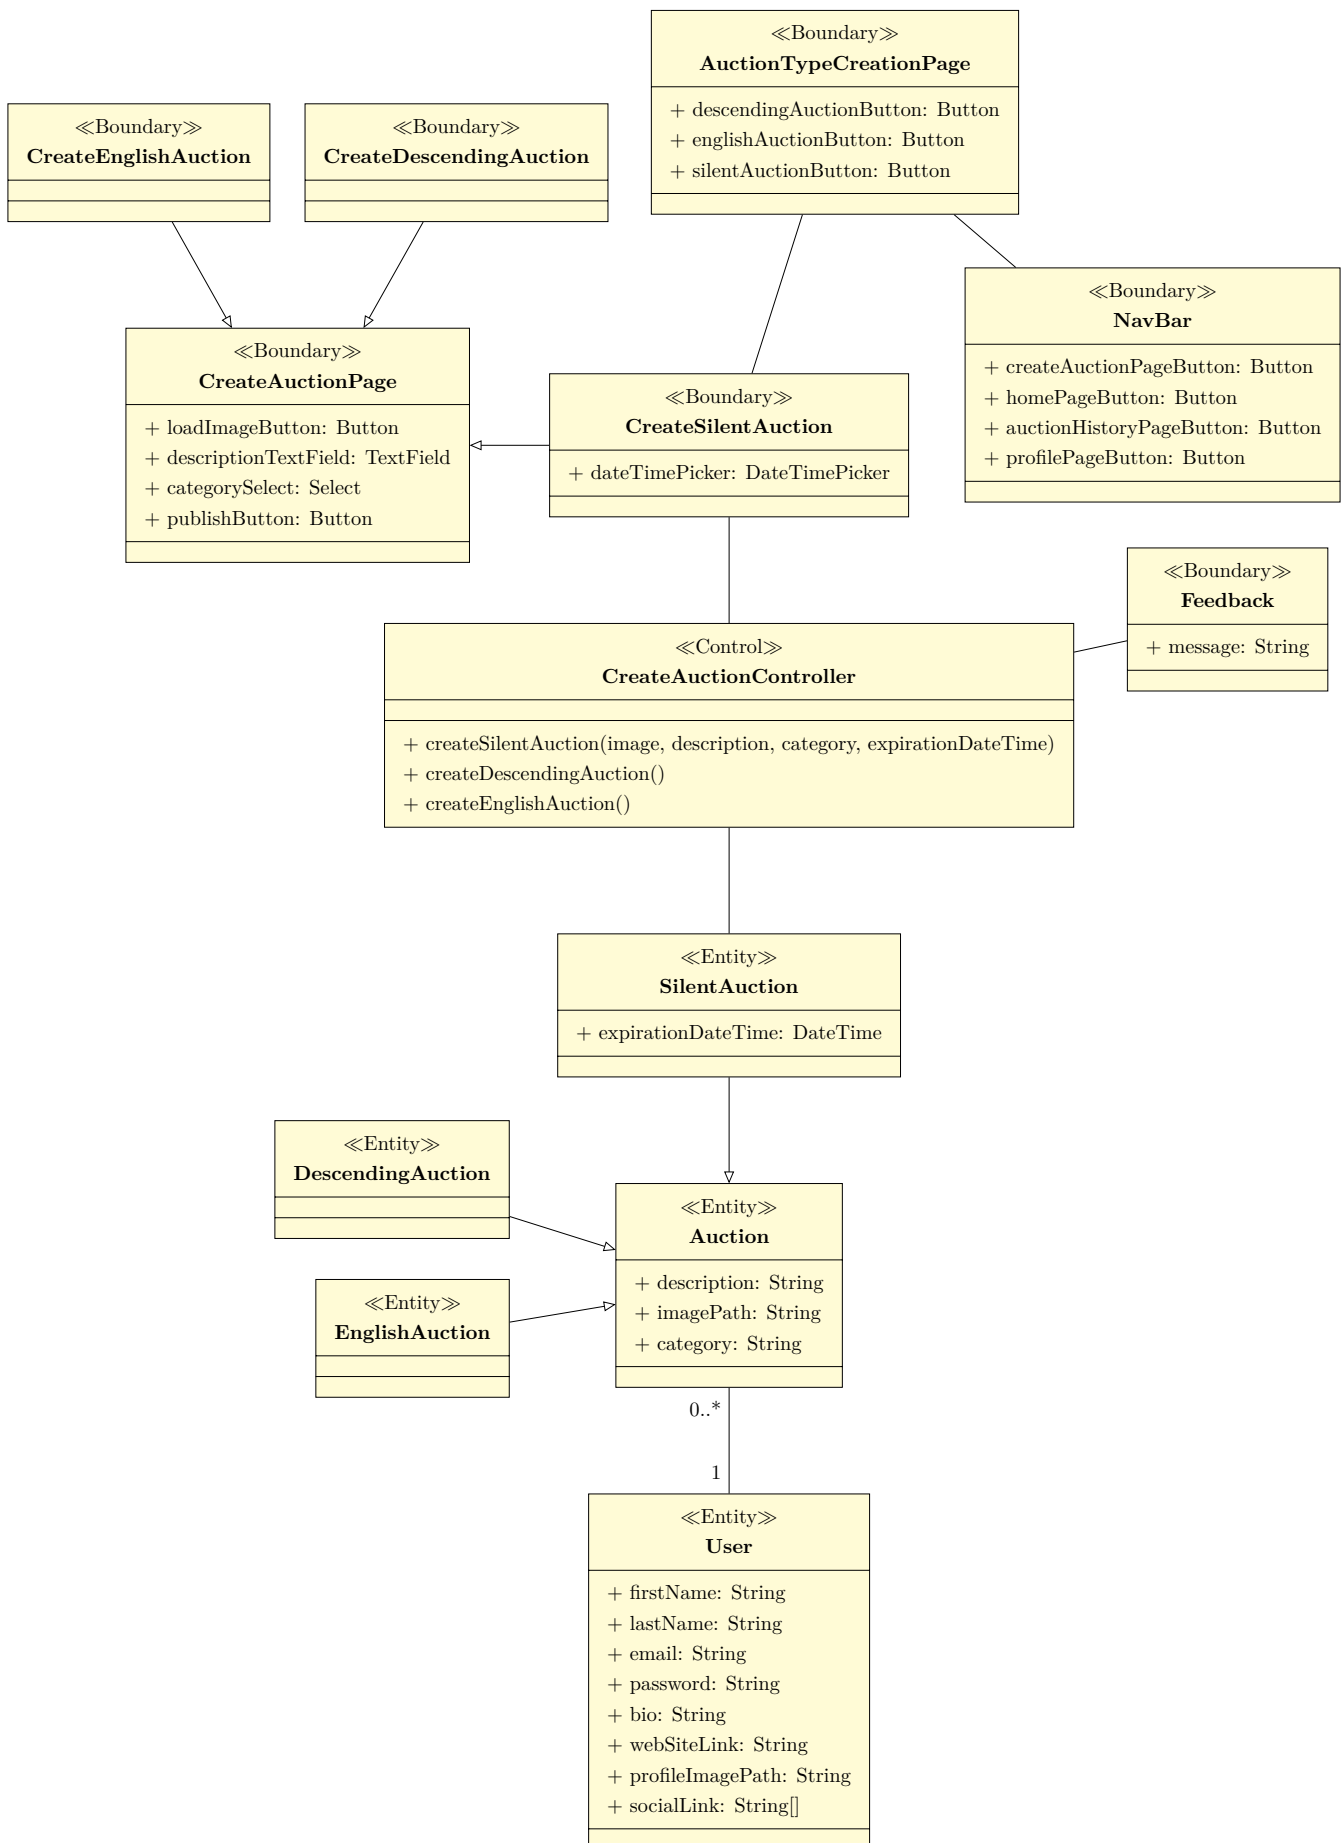 ≪Boundary≫
AuctionTypeCreationPage
+ descendingAuctionButton: Button
+ englishAuctionButton: Button
+ silentAuctionButton: Button
≪Boundary≫
CreateEnglishAuction
≪Boundary≫
CreateDescendingAuction
≪Boundary≫
NavBar
+ createAuctionPageButton: Button
+ homePageButton: Button
+ auctionHistoryPageButton: Button
+ profilePageButton: Button
≪Boundary≫
CreateAuctionPage
+ loadImageButton: Button
+ descriptionTextField: TextField
+ categorySelect: Select
+ publishButton: Button
≪Boundary≫
CreateSilentAuction
+ dateTimePicker: DateTimePicker
≪Boundary≫
Feedback
+ message: String
≪Control≫
CreateAuctionController
+ createSilentAuction(image, description, category, expirationDateTime)
+ createDescendingAuction()
+ createEnglishAuction()
≪Entity≫
SilentAuction
+ expirationDateTime: DateTime
≪Entity≫
DescendingAuction
≪Entity≫
Auction
+ description: String
+ imagePath: String
+ category: String
≪Entity≫
EnglishAuction
0..*
1
≪Entity≫
User
+ firstName: String
+ lastName: String
+ email: String
+ password: String
+ bio: String
+ webSiteLink: String
+ profileImagePath: String
+ socialLink: String[]